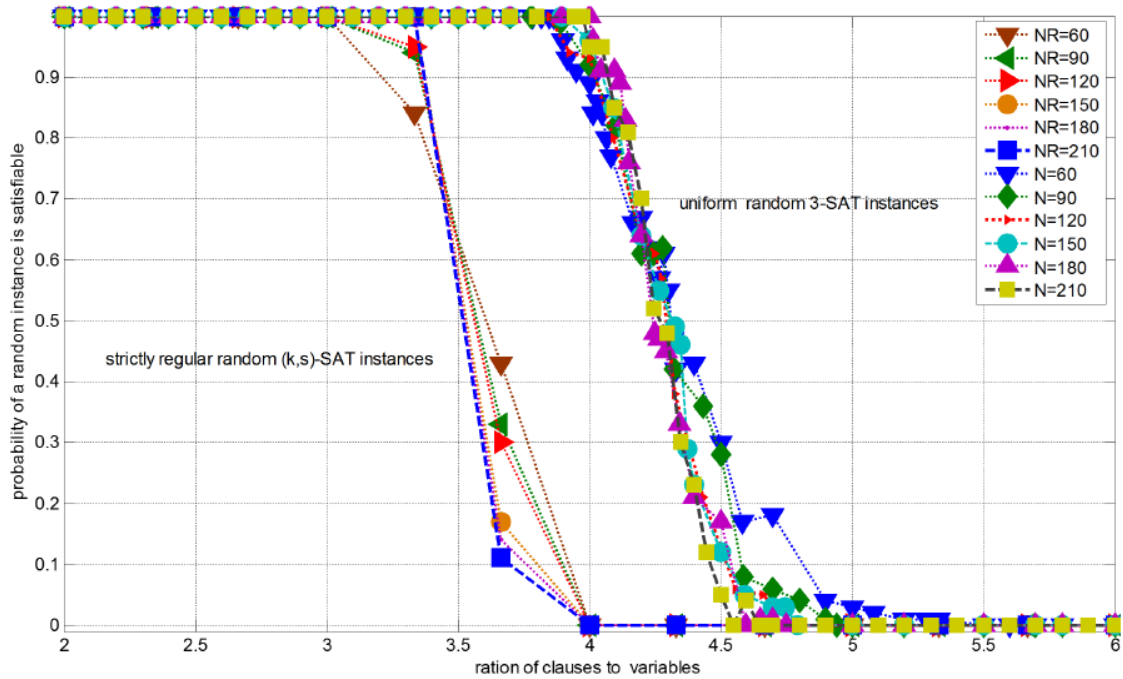 probability of a random instance is satisfiable
0.9
0.8
0.7
0.6
0.5
0.4
0.3
0.2
0.1
0
2
2.5
3
3.5
4
4.5
5
5.5
6
ration of clauses to variables
strictly regular random (k,s)-SAT instances
uniform random 3-SAT instances
NR=60
NR=90
NR=120
NR=150
NR=180
NR=210
N=60
N=90
N=120
N=150
N=180
N=210